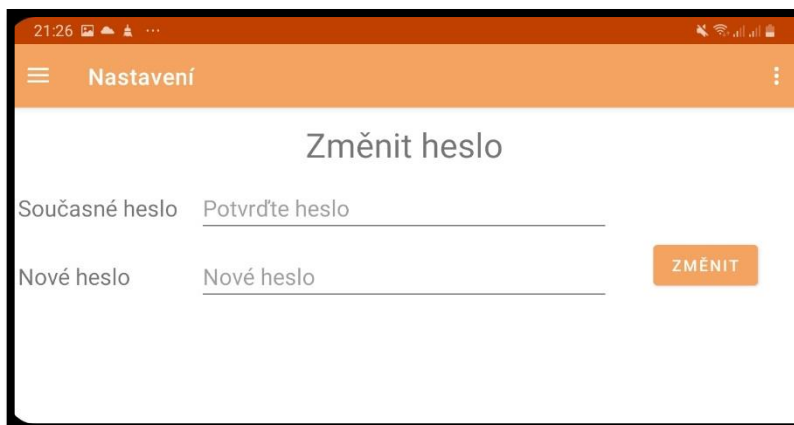 21:26
Nastavení
Změnit heslo
Současné heslo Potvrďte heslo
Nové heslo Nové heslo
ZMĚNIT